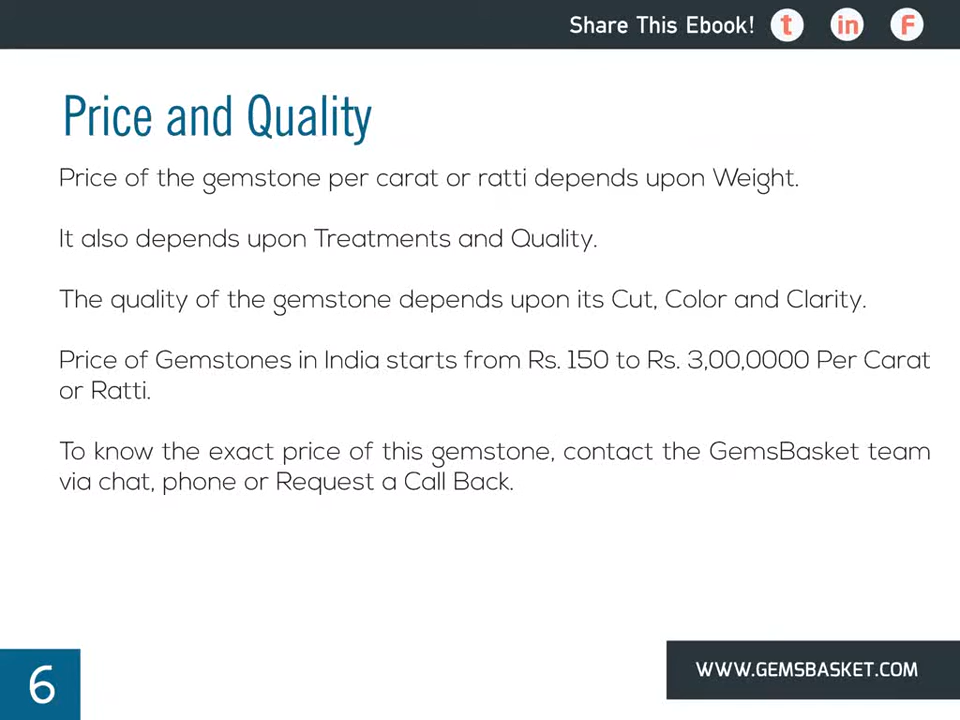 Share This Ebook! t in F
Price and Quality
Price of the gemstone per carat or ratti depends upon Weight.
It also depends upon Treatments and Quality.
The quality of the gemstone depends upon its Cut, Color and Clarity.
Price of Gemstones in India starts from Rs. 150 to Rs. 3,00,0000 Per Carat
or Ratti.
To know the exact price of this gemstone, contact the GemsBasket team
via chat, phone or Request a Call Back.
6
WWW.GEMSBASKET.COM